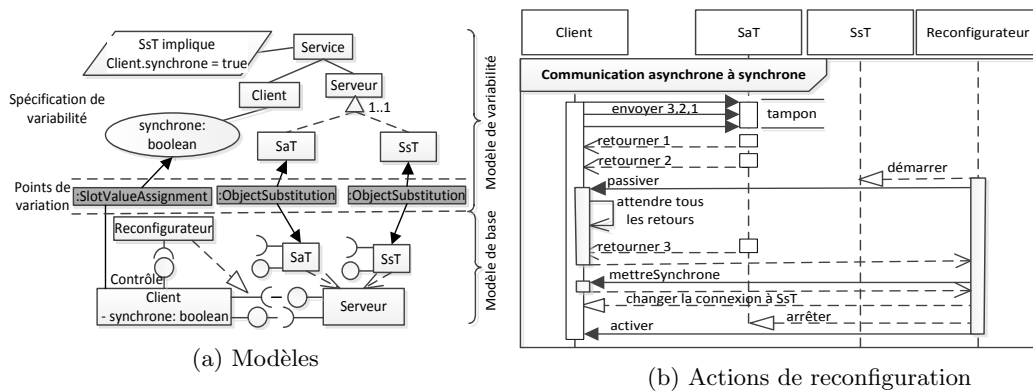 SsT implique
Client.synchrone = true
Service
Client
Serveur
1..1
Spécification de
variabilité
synchrone:
boolean
SaT
SsT
Modèle de variabilité
Points de
variation
:SlotValueAssignment
:ObjectSubstitution
:ObjectSubstitution
Reconfigurateur
SaT
SsT
Contrôle
Client
- synchrone: boolean
Serveur
Modèle de base
(a) Modèles
Client
SaT
SsT
Reconfigurateur
Communication asynchrone à synchrone
envoyer 3,2,1
tampon
retourner 1
retourner 2
démarrer
passiver
attendre tous
les retours
retourner 3
mettreSynchrone
changer la connexion à SsT
arrêter
activer
(b) Actions de reconfiguration